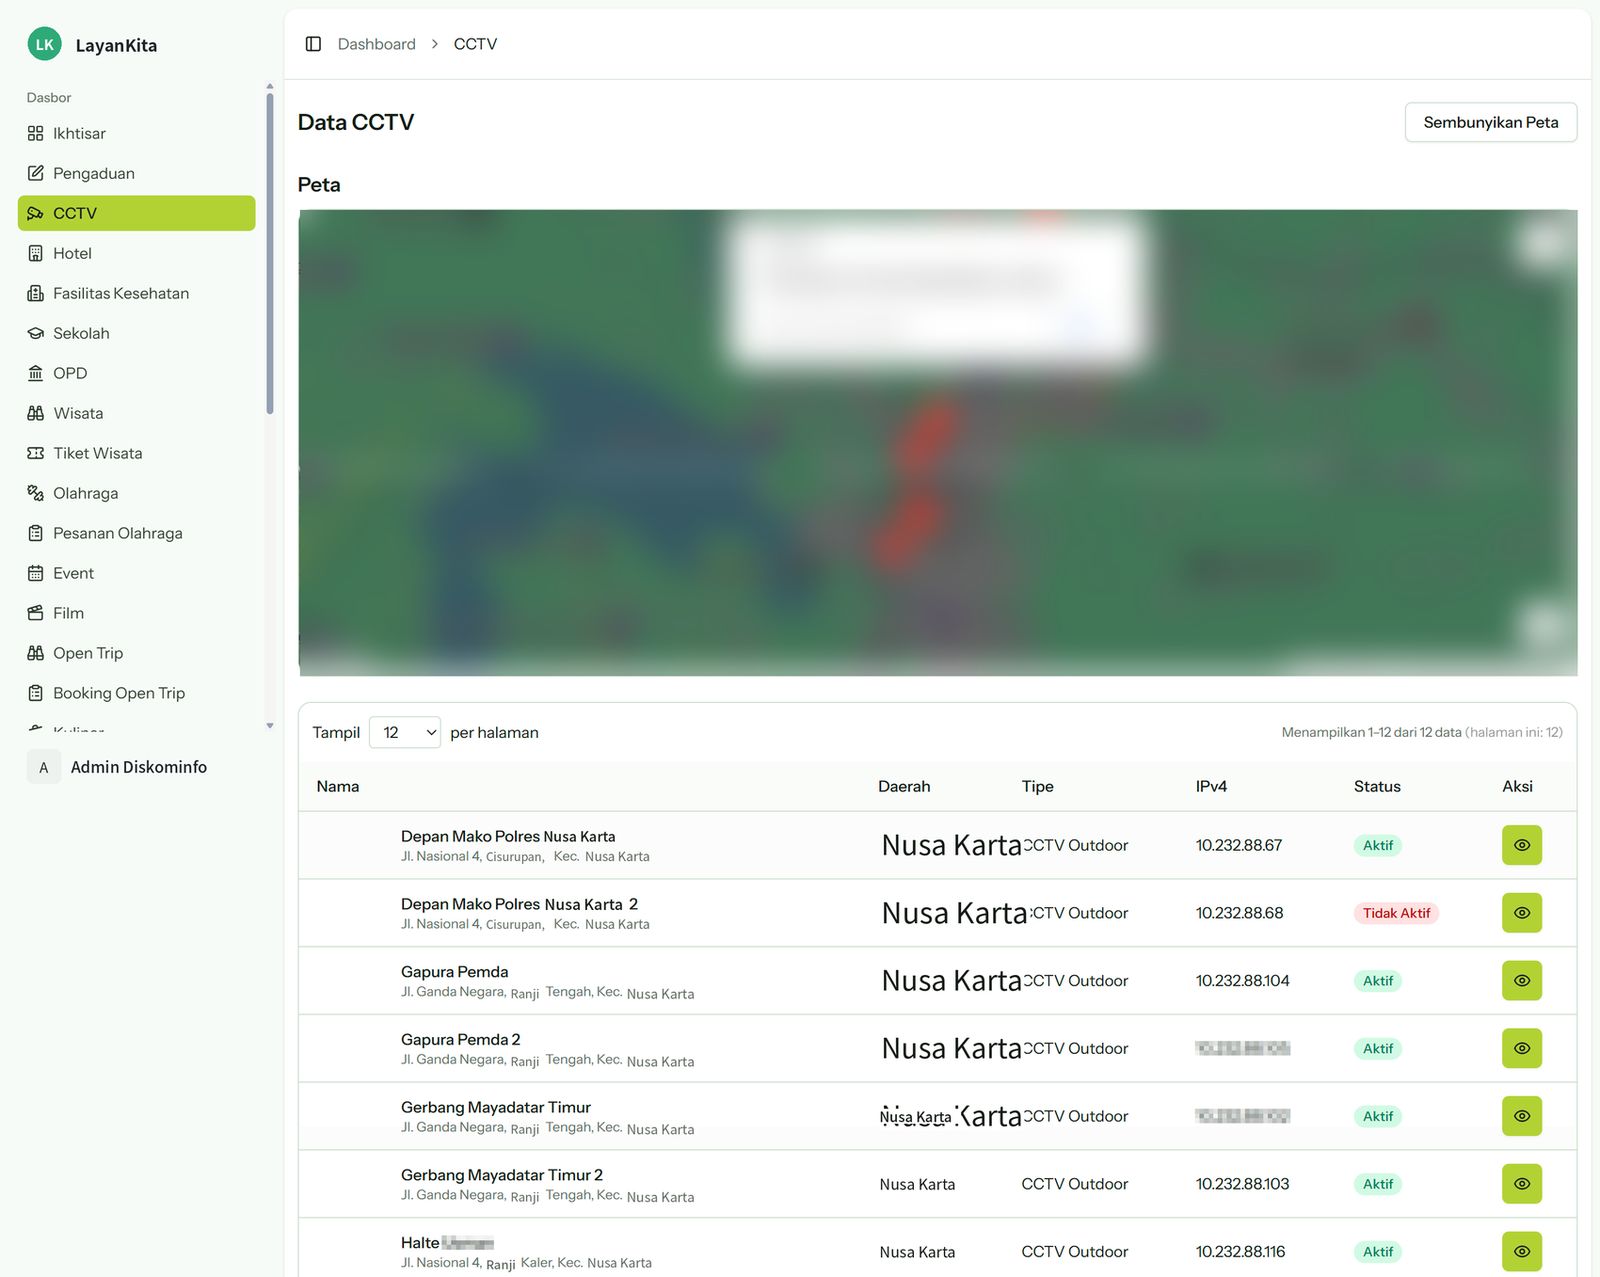 LK LayanKita
Dasbor
Ikhtisar
Pengaduan
CCTV
Hotel
Fasilitas Kesehatan
Sekolah
OPD
Wisata
Tiket Wisata
Olahraga
Pesanan Olahraga
Event
Film
Open Trip
Booking Open Trip
Kuliner
A Admin Diskominfo
Dashboard > CCTV
Data CCTV
Sembunyikan Peta
Peta
Tampil 12 per halaman
Menampilkan 1–12 dari 12 data (halaman ini: 12)
Nama Daerah Tipe IPv4 Status Aksi
Depan Mako Polres Nusa Karta
Jl. Nasional 4, Cisurupan, Kec. Nusa Karta
Nusa Karta CCTV Outdoor 10.232.88.67 Aktif
Depan Mako Polres Nusa Karta 2
Jl. Nasional 4, Cisurupan, Kec. Nusa Karta
Nusa Karta CCTV Outdoor 10.232.88.68 Tidak Aktif
Gapura Pemda
Jl. Ganda Negara, Ranji Tengah, Kec. Nusa Karta
Nusa Karta CCTV Outdoor 10.232.88.104 Aktif
Gapura Pemda 2
Jl. Ganda Negara, Ranji Tengah, Kec. Nusa Karta
Nusa Karta CCTV Outdoor Aktif
Gerbang Mayadatar Timur
Jl. Ganda Negara, Ranji Tengah, Kec. Nusa Karta
Nusa Karta Karta CCTV Outdoor Aktif
Gerbang Mayadatar Timur 2
Jl. Ganda Negara, Ranji Tengah, Kec. Nusa Karta
Nusa Karta CCTV Outdoor 10.232.88.103 Aktif
Halte
Jl. Nasional 4, Ranji Kaler, Kec. Nusa Karta
Nusa Karta CCTV Outdoor 10.232.88.116 Aktif